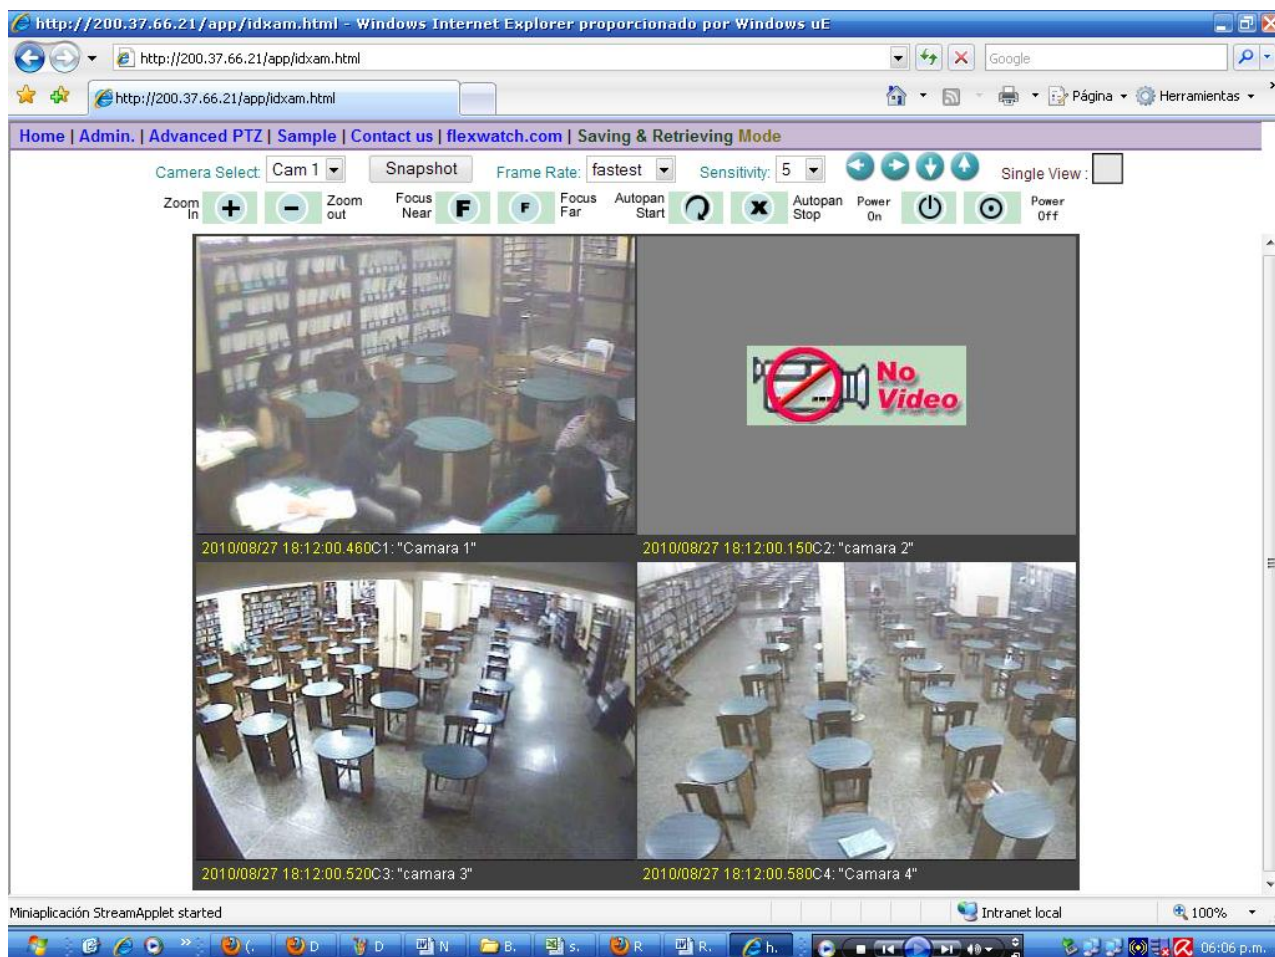 http://200.37.66.21/app/idxam.html - Windows Internet Explorer proporcionado por Windows uE
http://200.37.66.21/app/idxam.html
Google
http://200.37.66.21/app/idxam.html
Página
Herramientas
Home | Admin. | Advanced PTZ | Sample | Contact us | flexwatch.com | Saving & Retrieving Mode
Camera Select: Cam 1 Snapshot Frame Rate: fastest Sensitivity: 5 Single View :
Zoom In Zoom out Focus Near F F Focus Far Autopan Start Autopan Stop Power On Power Off
No Video
2010/08/27 18:12:00.460C1: "Camara 1"
2010/08/27 18:12:00.150C2: "camara 2"
2010/08/27 18:12:00.520C3: "camara 3"
2010/08/27 18:12:00.580C4: "Camara 4"
Miniaplicación StreamApplet started
Intranet local
100%
(. D D N B. s. R R. h. 06:06 p.m.